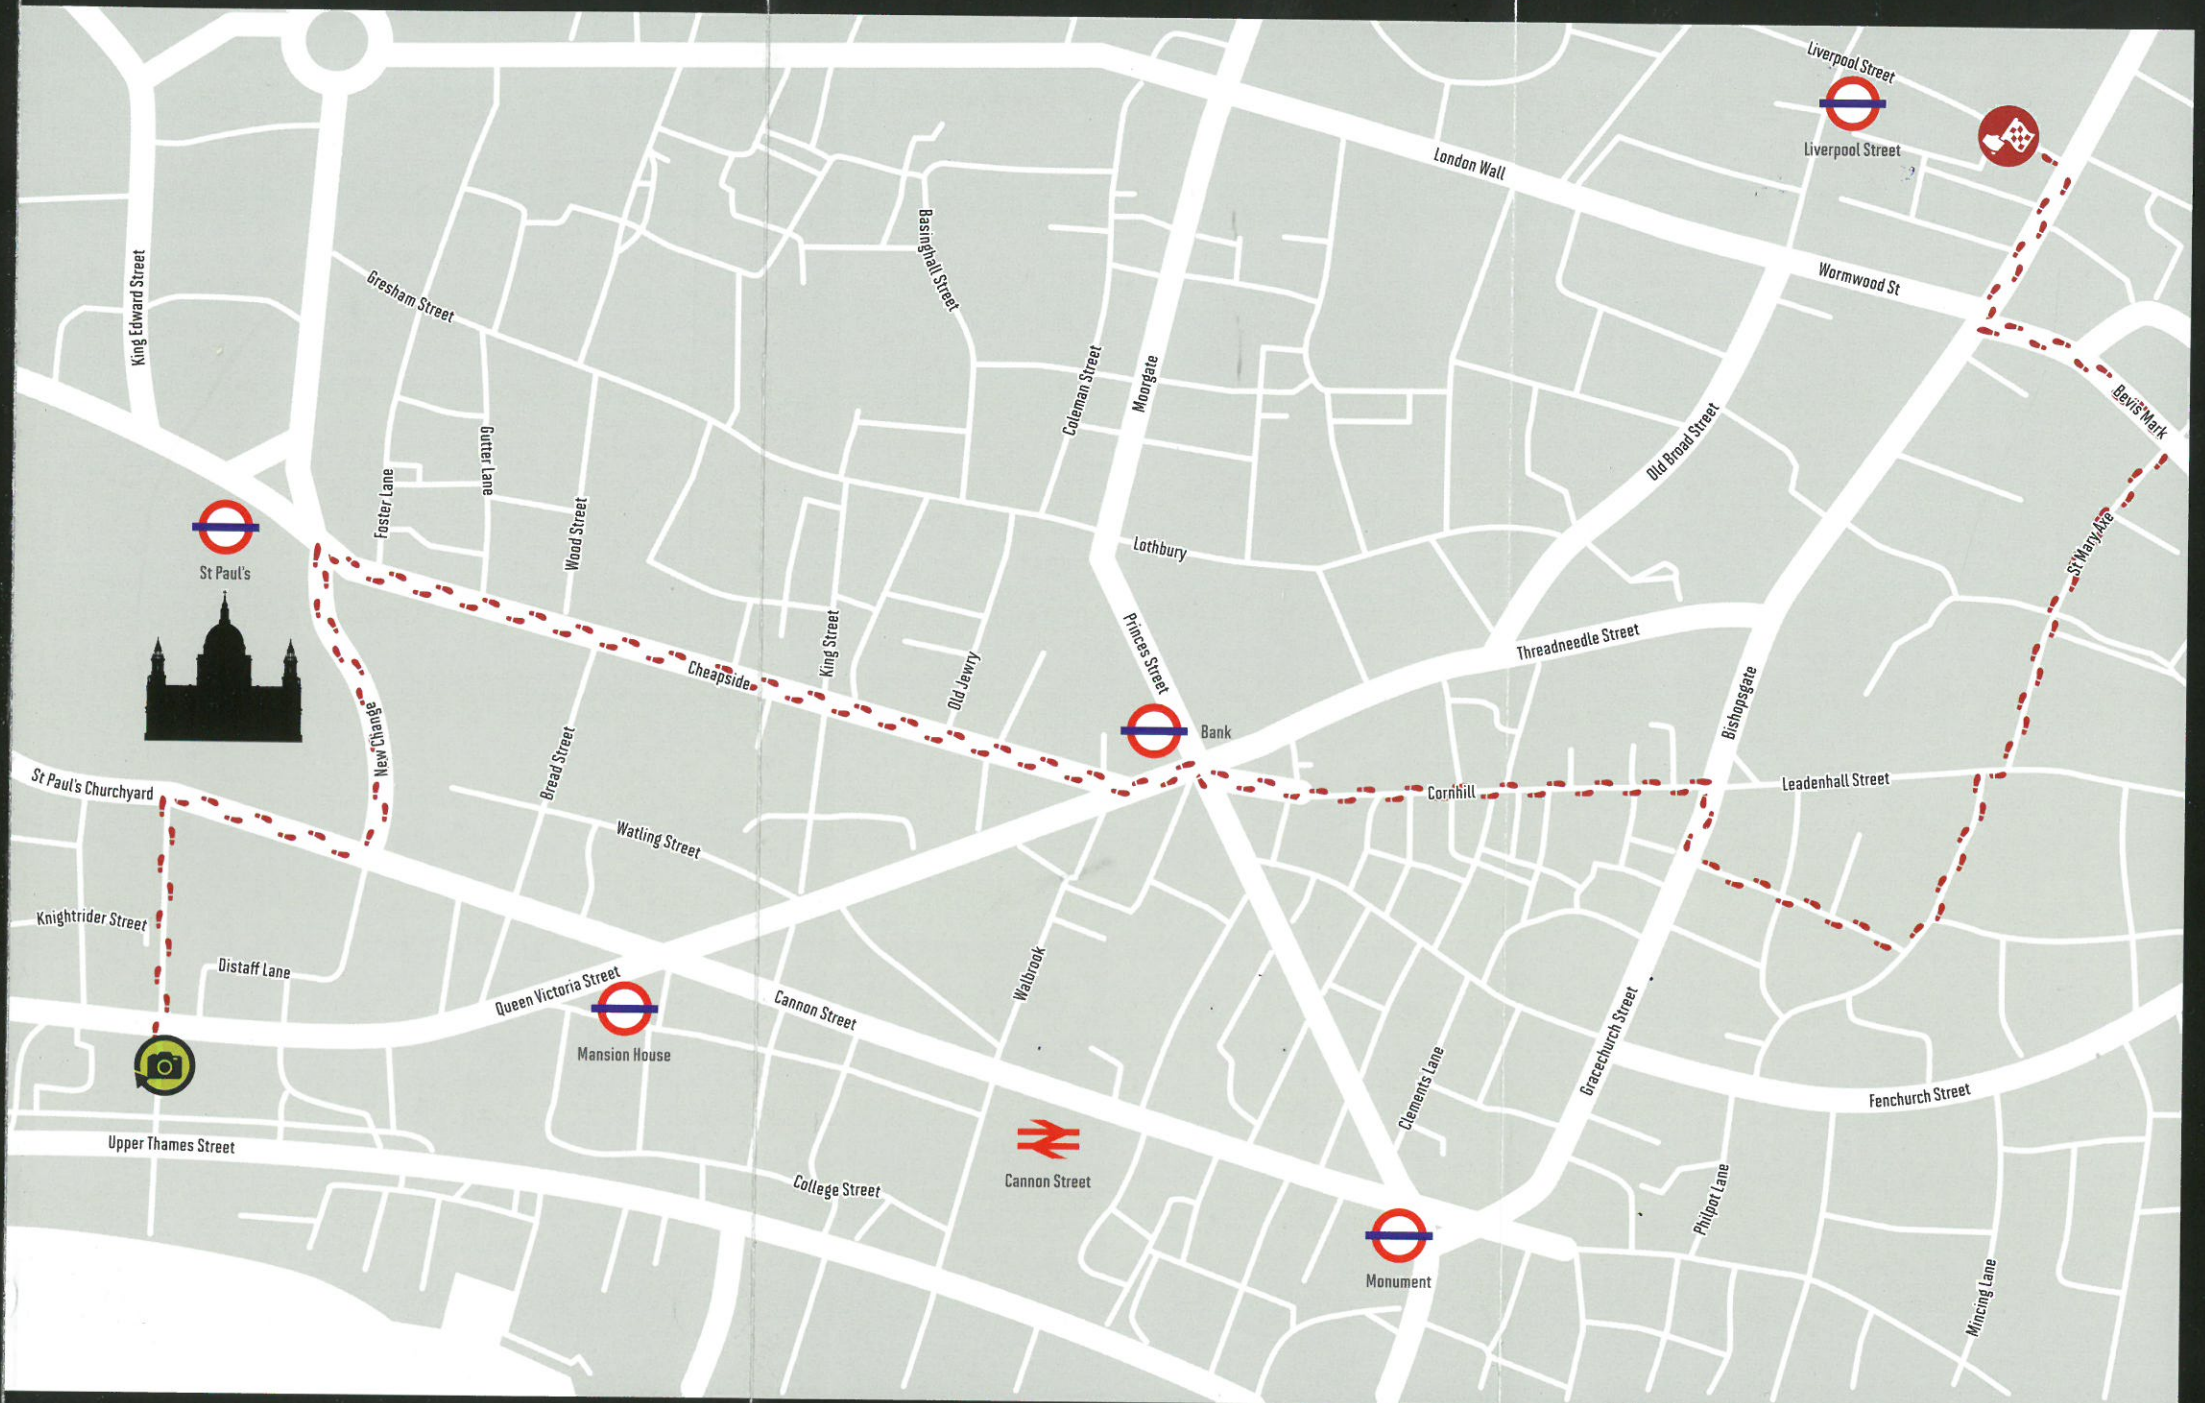 Liverpool Street
Liverpool Street
London Wall
Wormwood St
King Edward Street
Gresham Street
Basinghall Street
Coleman Street
Moorgate
Bevis Mark
Old Broad Street
Foster Lane
Gutter Lane
Wood Street
St Paul's
Lothbury
St Mary Axe
King Street
Old Jewry
Princes Street
Threadneedle Street
Cheapside
Bishopsgate
New Change
Bread Street
Bank
St Paul's Churchyard
Cornhill
Leadenhall Street
Watling Street
Knightrider Street
Distaff Lane
Queen Victoria Street
Walbrook
Cannon Street
Gracechurch Street
Mansion House
Clements Lane
Fenchurch Street
Upper Thames Street
College Street
Cannon Street
Philpot Lane
Monument
Mincing Lane